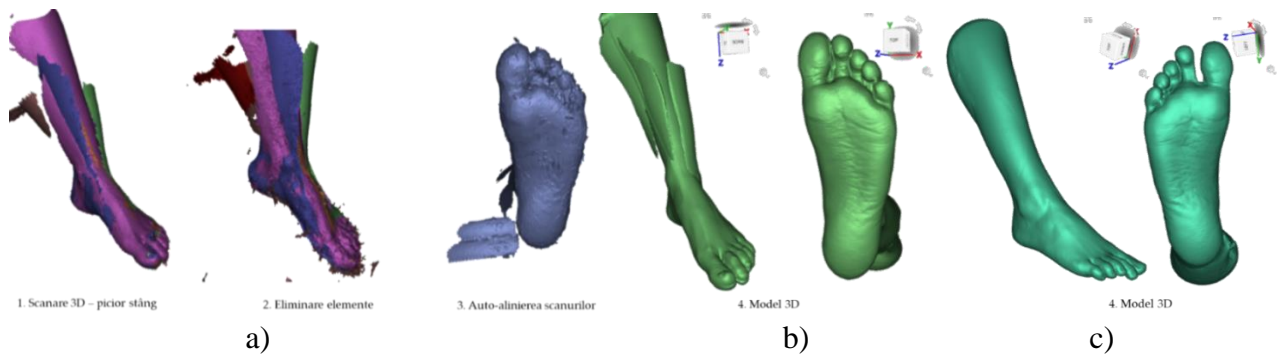 1. Scanare 3D – picior stâng
2. Eliminare elemente
3. Auto-alinierea scanurilor
4. Model 3D
4. Model 3D
a)
b)
c)